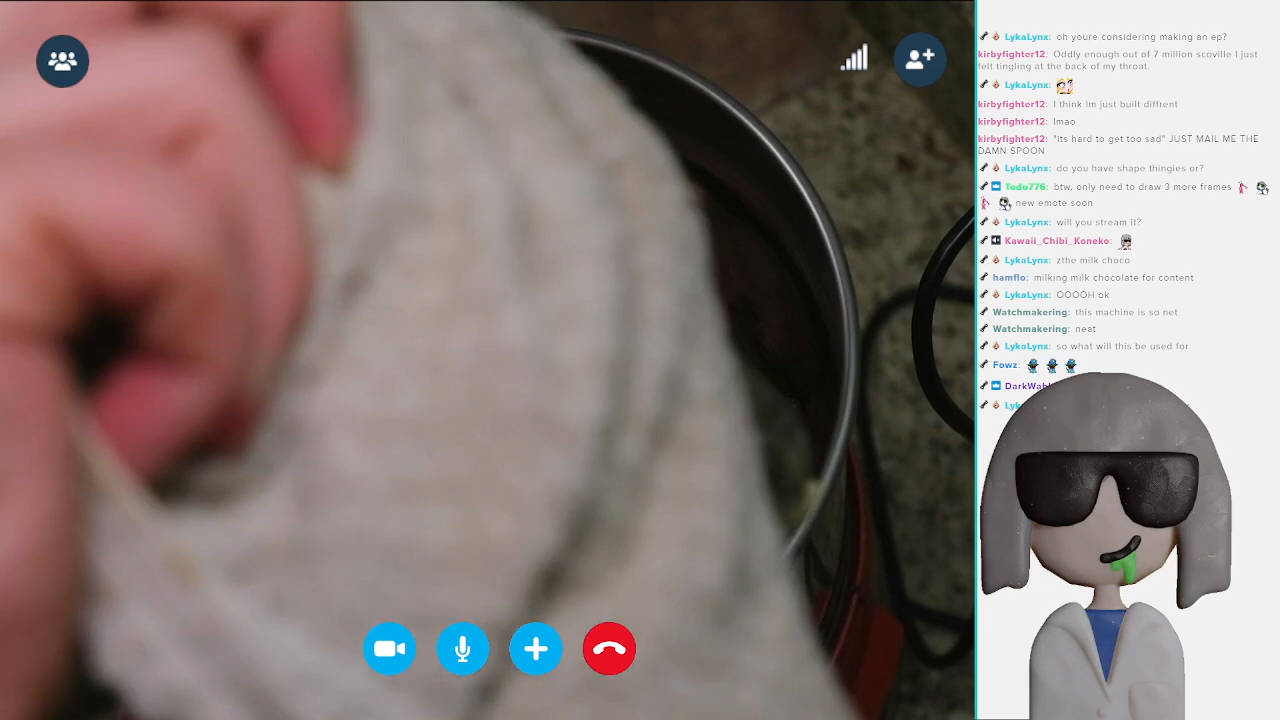 LykaLynx: oh youre considering making an ep?
kirbyfighter12: Oddly enough out of 7 million scoville I just
felt tingling at the back of my throat.
LykaLynx:
kirbyfighter12: I think Im just built diffrent
kirbyfighter12: lmao
kirbyfighter12: "its hard to get too sad" JUST MAIL ME THE
DAMN SPOON
LykaLynx: do you have shape thingies or?
Todo776: btw, only need to draw 3 more frames
new emote soon
LykaLynx: will you stream it?
Kawaii_Chibi_Koneko:
LykaLynx: zthe milk choco
hamflo: milking milk chocolate for content
LykaLynx: ÖOOÖH ok
Watchmakering: this machine is so net
Watchmakering: neat
LykaLynx: so what will this be used for
Fowz:
DarkWa
Lyk